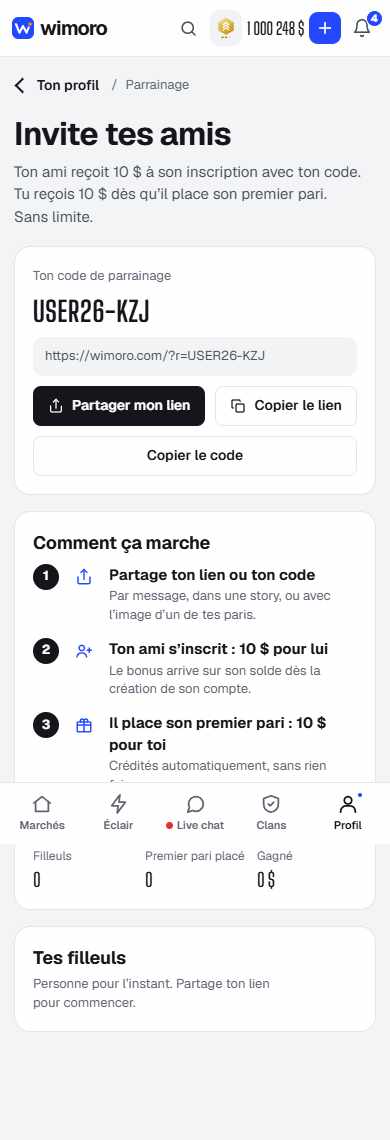 wimoro
1 000 248 $
4
Ton profil / Parrainage
Invite tes amis
Ton ami reçoit 10 $ à son inscription avec ton code.
Tu reçois 10 $ dès qu’il place son premier pari.
Sans limite.
Ton code de parrainage
USER26-KZJ
https://wimoro.com/?r=USER26-KZJ
Partager mon lien
Copier le lien
Copier le code
Comment ça marche
1
Partage ton lien ou ton code
Par message, dans une story, ou avec
l’image d’un de tes paris.
2
Ton ami s’inscrit : 10 $ pour lui
Le bonus arrive sur son solde dès la
création de son compte.
3
Il place son premier pari : 10 $
pour toi
Crédités automatiquement, sans rien
Marchés
Éclair
Live chat
Clans
Profil
Filleuls
Premier pari placé
Gagné
0
0
0 $
Tes filleuls
Personne pour l’instant. Partage ton lien
pour commencer.